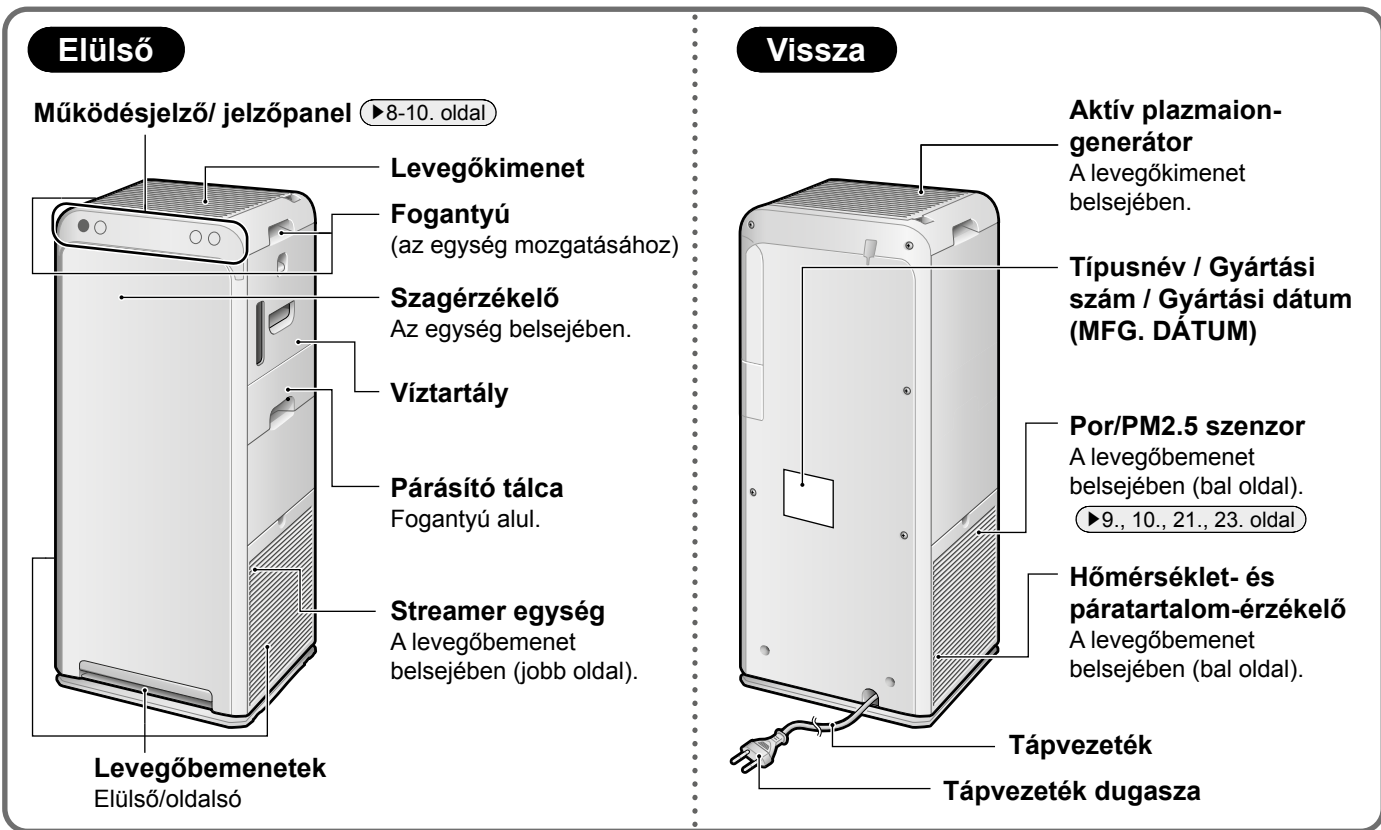 Elülső
Működésjelző/ jelzőpanel ▶8-10. oldal
Levegőkimenet
Fogantyú
(az egység mozgatásához)
Szagérzékelő
Az egység belsejében.
Víztartály
Párásító tálca
Fogantyú alul.
Streamer egység
A levegőbemenet
belsejében (jobb oldal).
Levegőbemenetek
Elülső/oldalsó
Vissza
Aktív plazmaion-
generátor
A levegőkimenet
belsejében.
Típusnév / Gyártási
szám / Gyártási dátum
(MFG. DÁTUM)
Por/PM2.5 szenzor
A levegőbemenet
belsejében (bal oldal).
▶9., 10., 21., 23. oldal
Hőmérséklet- és
páratartalom-érzékelő
A levegőbemenet
belsejében (bal oldal).
Tápvezeték
Tápvezeték dugasza